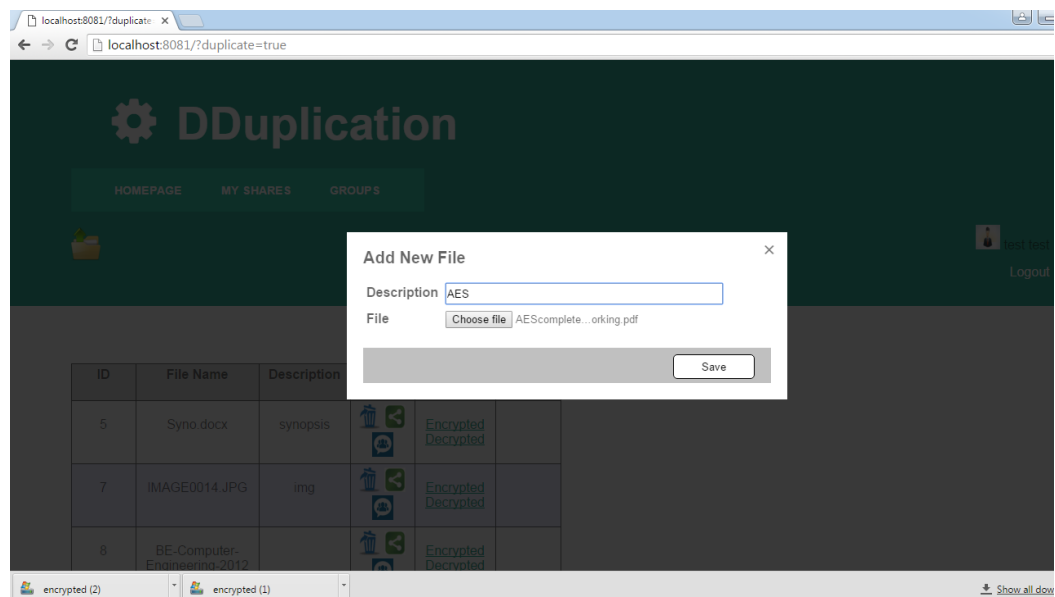 localhost:8081/?duplicate
localhost:8081/?duplicate=true
DDuplication
HOMEPAGE MY SHARES GROUPS
test test
Logout
Add New File
Description AES
File Choose file AEScomplete...orking.pdf
Save
ID File Name Description
5 Syno.docx synopsis Encrypted
Decrypted
7 IMAGE0014.JPG img Encrypted
Decrypted
8 BE-Computer- Encrypted
Engineering-2012 Decrypted
encrypted (2) encrypted (1) Show all dow